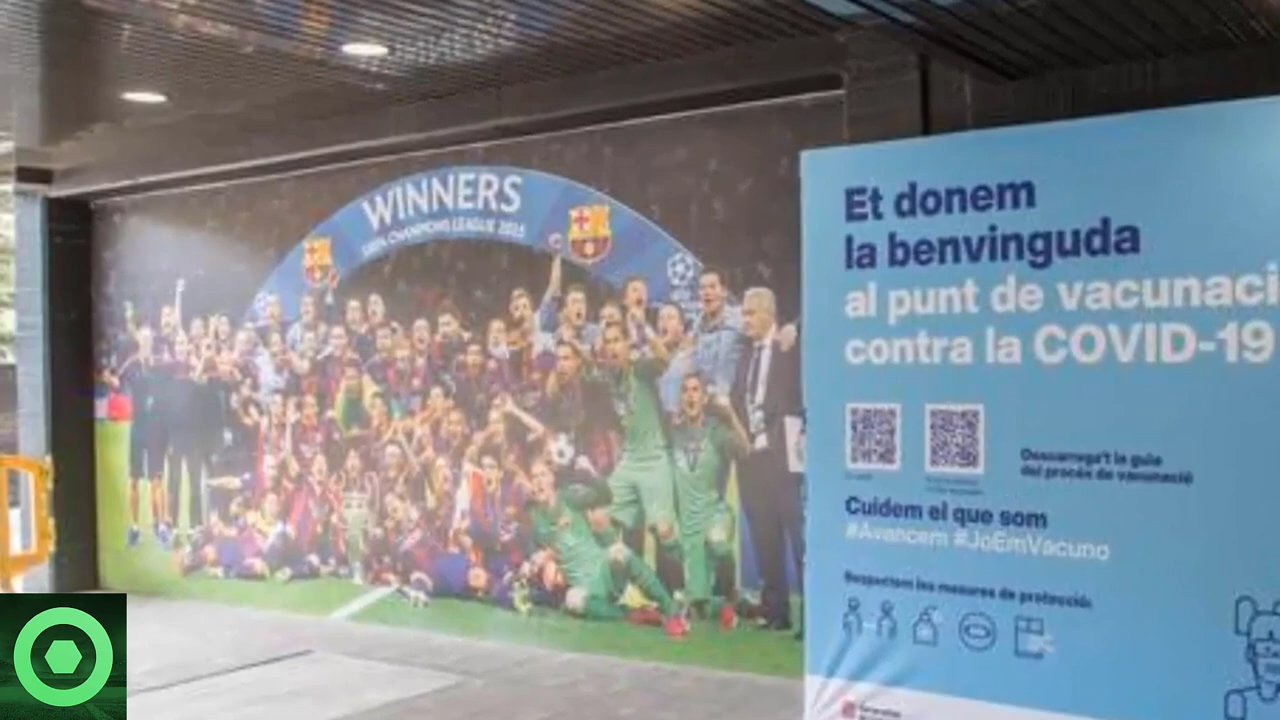 WINNERS
UEFA CHAMPIONS LEAGUE 2015
Et donem
la benvinguda
al punt de vacunaci
contra la COVID-19
Descarrega't la guia
del procés de vacunació
Cuidem el que som
#Avancem #JoEmVacuno
Respectem les mesures de protecció